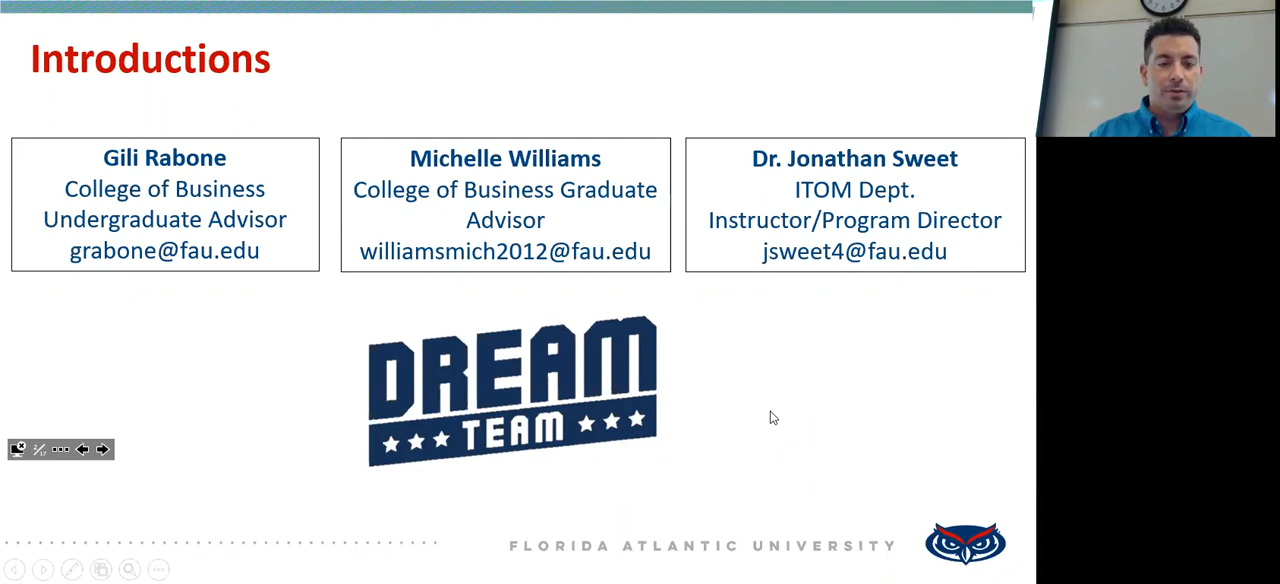 Introductions
Gili Rabone
College of Business
Undergraduate Advisor
grabone@fau.edu
Michelle Williams
College of Business Graduate
Advisor
williamsmich2012@fau.edu
Dr. Jonathan Sweet
ITOM Dept.
Instructor/Program Director
jsweet4@fau.edu
DREAM
TEAM
FLORIDA ATLANTIC UNIVERSITY